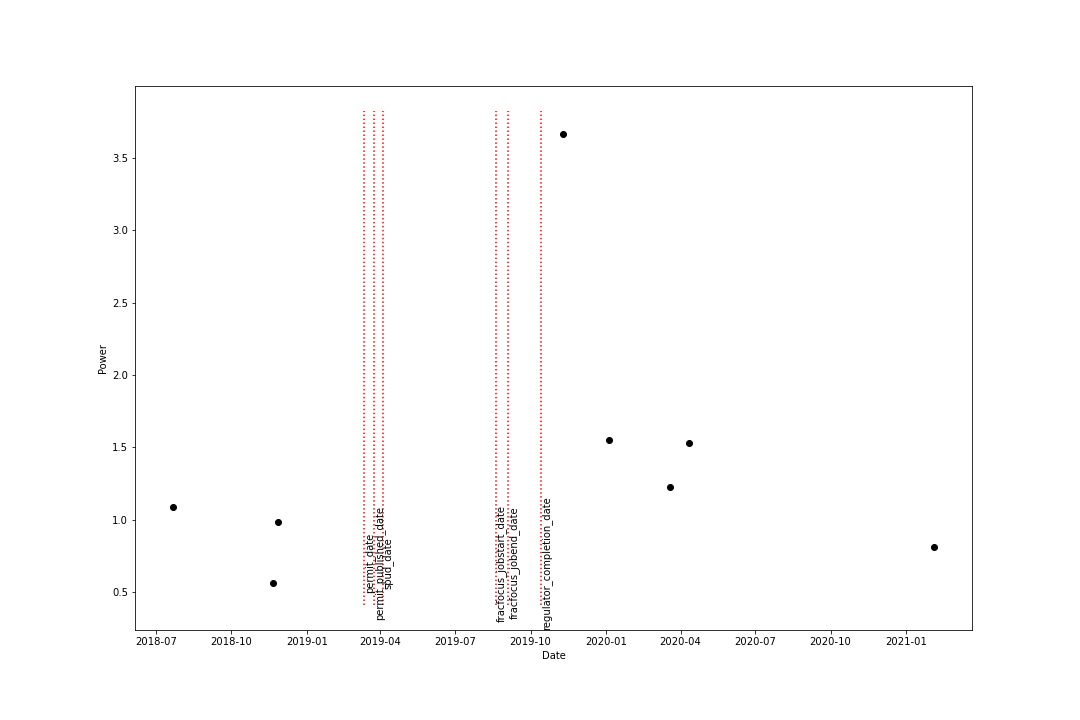 3.5
3.0
2.5
2.0
1.5
1.0
0.5
Power
permit_date
permit_published_date
spud_date
fracfocus_jobstart_date
fracfocus_jobend_date
regulator_completion_date
2018-07 2018-10 2019-01 2019-04 2019-07 2019-10 2020-01 2020-04 2020-07 2020-10 2021-01
Date